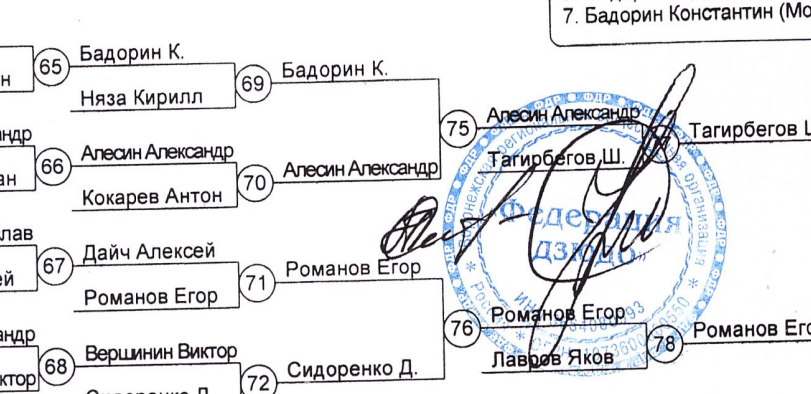 7. Бадорин Константин (Мо
н
65
Бадорин К.
Няза Кирилл
69
Бадорин К.
75
Алесин Александр
Тагирбегов Ш.
Тагирбегов Ш
ндр
ан
66
Алесин Александр
Кокарев Антон
70
Алесин Александр
Федерация
дзюдо»
лав
ей
67
Дайч Алексей
Романов Егор
71
Романов Егор
76
Романов Егор
Лавров Яков
78
Романов Его
андр
ктор
68
Вершинин Виктор
72
Сидоренко Д.